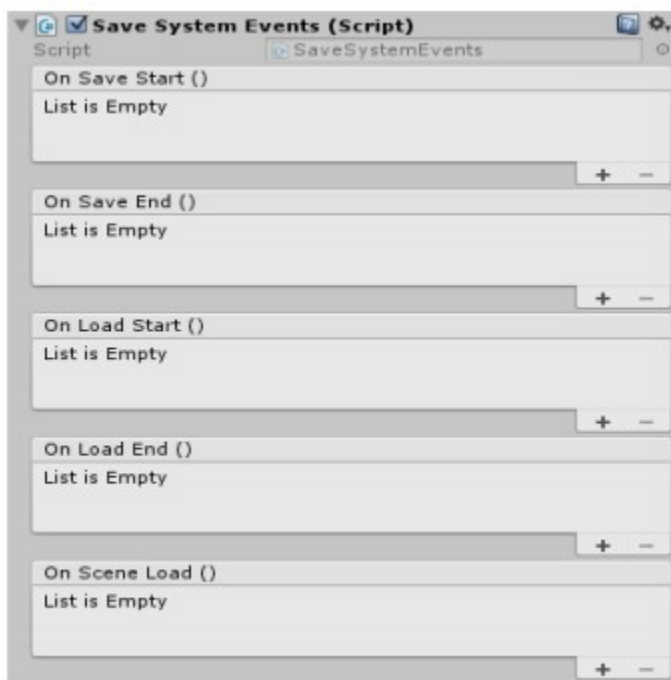 Save System Events (Script)
Script SaveSystemEvents
On Save Start ()
List is Empty
+ −
On Save End ()
List is Empty
+ −
On Load Start ()
List is Empty
+ −
On Load End ()
List is Empty
+ −
On Scene Load ()
List is Empty
+ −